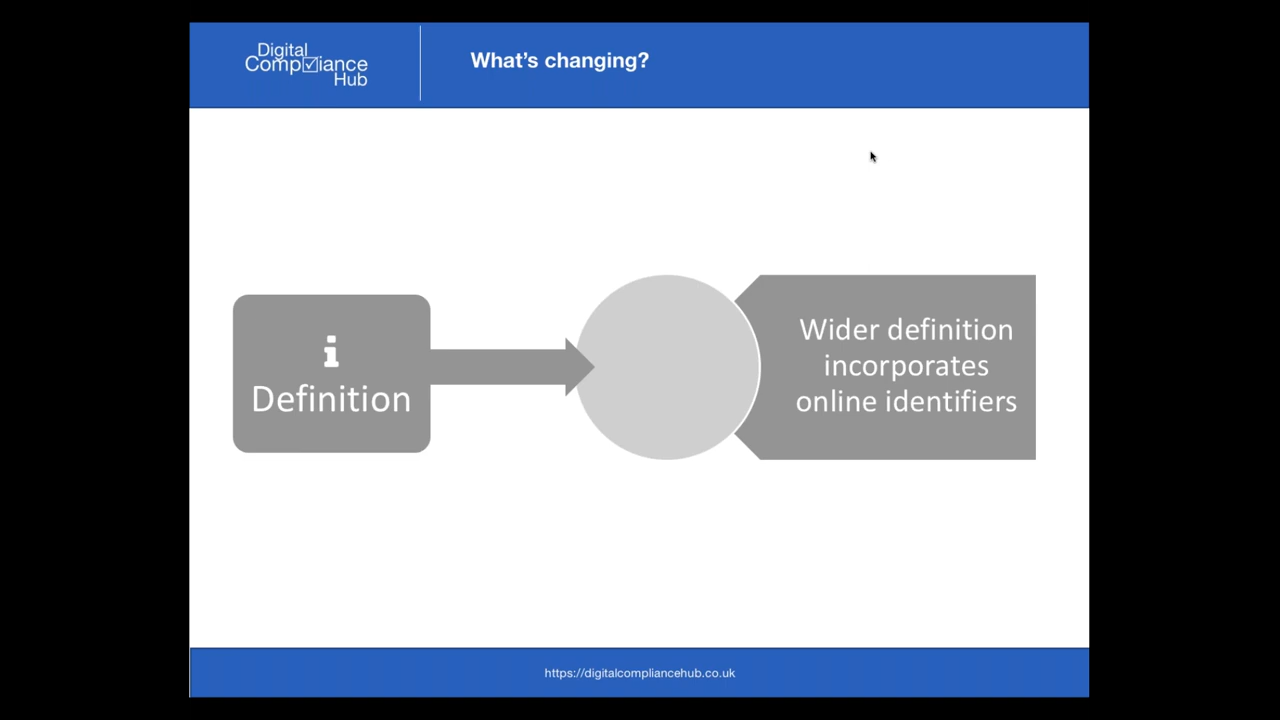 Digital
Compliance
Hub
What's changing?
i
Definition
Wider definition
incorporates
online identifiers
https://digitalcompliancehub.co.uk